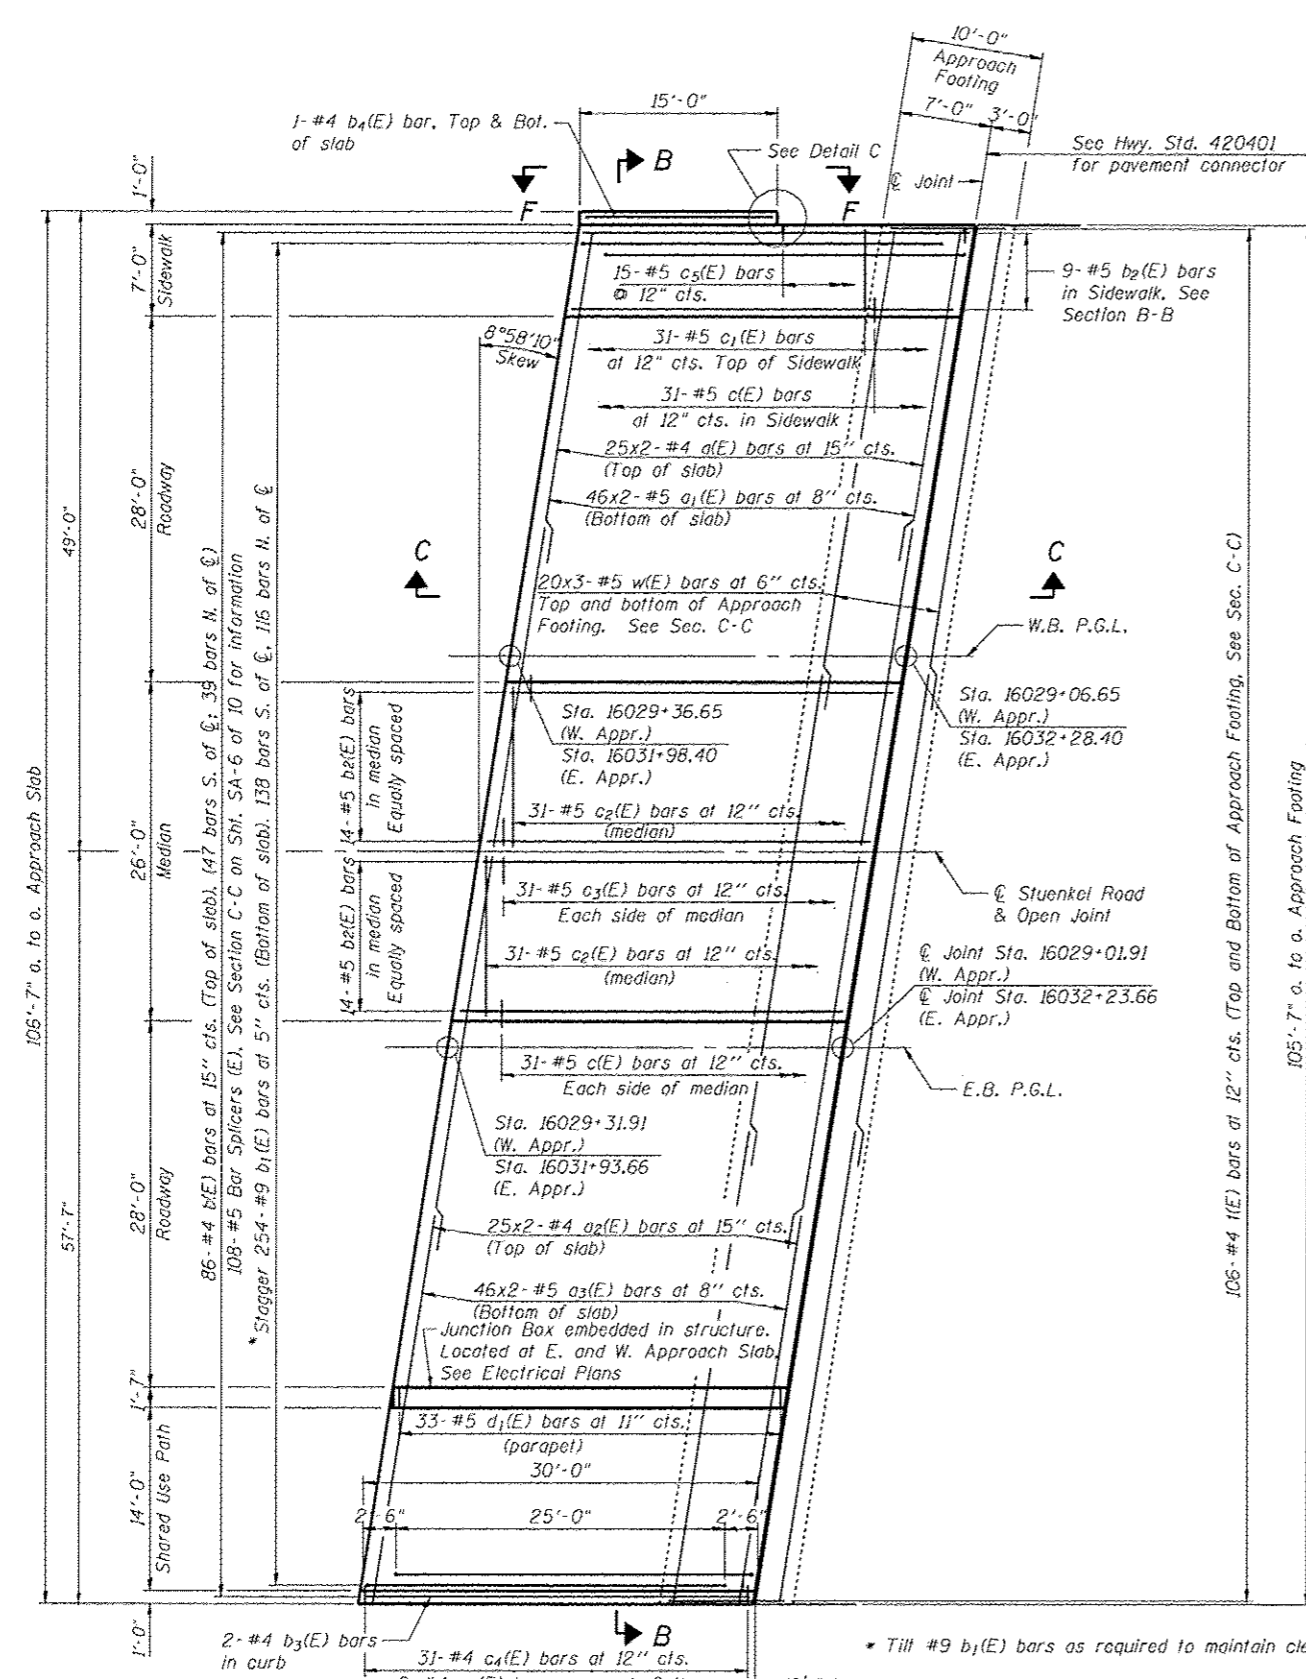 10'-0"
Approach
Footing
7'-0" 3'-0"
15'-0"
1- #4 b4(E) bar, Top & Bot.
of slab
B
See Detail C
See Hwy. Std. 420401
for pavement connector
℄ Joint
F
F
1'-0"
7'-0"
Sidewalk
15-#5 c5(E) bars
@ 12" cts.
9-#5 b2(E) bars
in Sidewalk. See
Section B-B
8°58'10"
Skew
31-#5 c1(E) bars
at 12" cts. Top of Sidewalk
31-#5 c(E) bars
at 12" cts. in Sidewalk
25x2-#4 a(E) bars at 15" cts.
(Top of slab)
46x2-#5 a1(E) bars at 8" cts.
(Bottom of slab)
28'-0"
Roadway
49'-0"
C
C
20x3-#5 w(E) bars at 6" cts.
Top and bottom of Approach
Footing. See Sec. C-C
W.B. P.G.L.
Sta. 16029+36.65
(W. Appr.)
Sta. 16031+98.40
(E. Appr.)
Sta. 16029+06.65
(W. Appr.)
Sta. 16032+28.40
(E. Appr.)
14-#5 b2(E) bars
in median
Equally spaced
31-#5 c2(E) bars at 12" cts.
(median)
26'-0"
Median
106'-7" o. to o. Approach Slab
86-#4 b(E) bars at 15" cts. (Top of slab). (47 bars S. of ℄; 39 bars N. of ℄)
108-#5 Bar Splicers (E). See Section C-C on Sht. SA-6 of 10 for information
* Stagger 254-#9 b1(E) bars at 5" cts. (Bottom of slab). 138 bars S. of ℄, 116 bars N. of ℄
℄ Stuenkel Road
& Open Joint
31-#5 c3(E) bars at 12" cts.
Each side of median
14-#5 b2(E) bars
in median
Equally spaced
31-#5 c2(E) bars at 12" cts.
(median)
℄ Joint Sta. 16029+01.91
(W. Appr.)
℄ Joint Sta. 16032+23.66
(E. Appr.)
31-#5 c(E) bars at 12" cts.
Each side of median
E.B. P.G.L.
Sta. 16029+31.91
(W. Appr.)
Sta. 16031+93.66
(E. Appr.)
106-#4 t(E) bars at 12" cts. (Top and Bottom of Approach Footing, See Sec. C-C)
105'-7" o. to o. Approach Footing
57'-7"
28'-0"
Roadway
25x2-#4 a2(E) bars at 15" cts.
(Top of slab)
46x2-#5 a3(E) bars at 8" cts.
(Bottom of slab)
Junction Box embedded in structure.
Located at E. and W. Approach Slab.
See Electrical Plans
1'-7"
33-#5 d1(E) bars at 11" cts.
(parapet)
30'-0"
14'-0"
Shared Use Path
2'-6" 25'-0" 2'-6"
1'-0"
2-#4 b3(E) bars
in curb
B
31-#4 c4(E) bars at 12" cts.
* Tilt #9 b1(E) bars as required to maintain